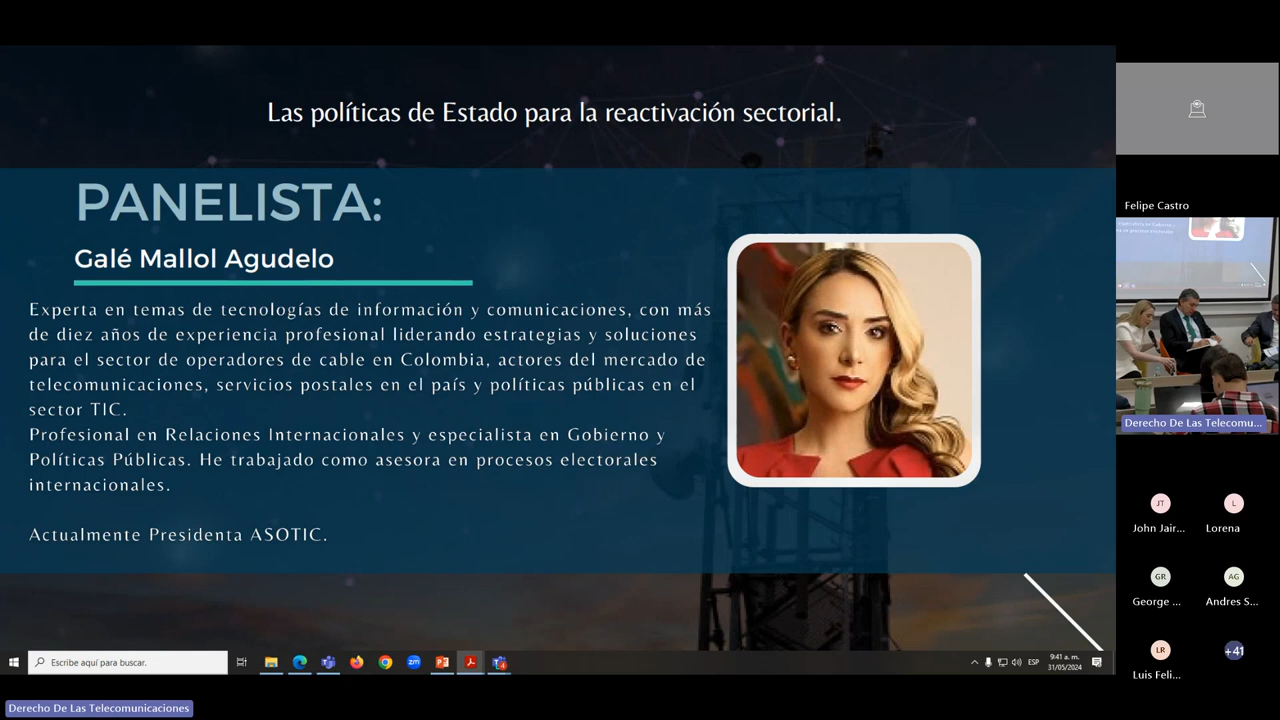 Las políticas de Estado para la reactivación sectorial.
PANELISTA:
Galé Mallol Agudelo
Experta en temas de tecnologías de información y comunicaciones, con más
de diez años de experiencia profesional liderando estrategias y soluciones
para el sector de operadores de cable en Colombia, actores del mercado de
telecomunicaciones, servicios postales en el país y políticas públicas en el
sector TIC.
Profesional en Relaciones Internacionales y especialista en Gobierno y
Políticas Públicas. He trabajado como asesora en procesos electorales
internacionales.
Actualmente Presidenta ASOTIC.
Escribe aquí para buscar.
zm
4
ESP
9:41 a. m.
31/05/2024
Felipe Castro
Derecho De Las Telecomu...
JT
L
John Jair...
Lorena
GR
AG
George ...
Andres S...
LR
+41
Luis Feli...
Derecho De Las Telecomunicaciones